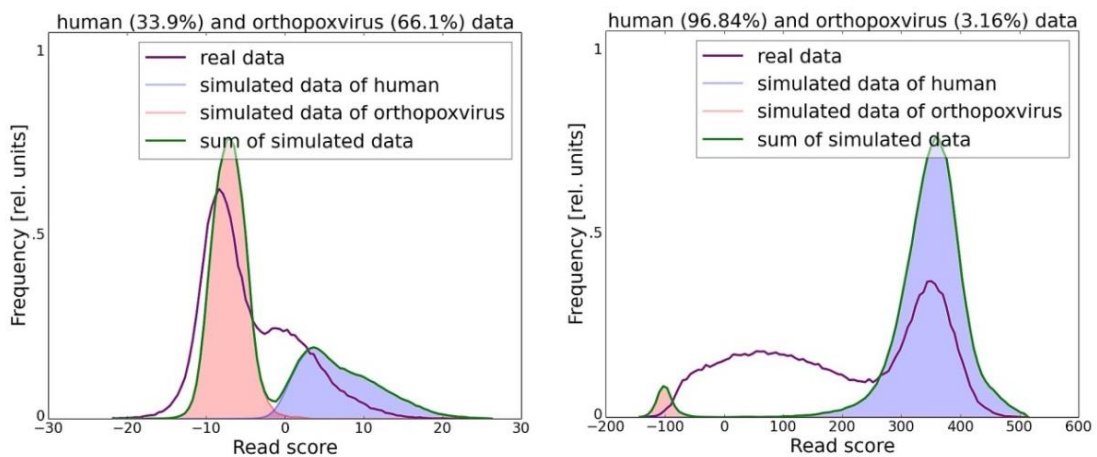 human (33.9%) and orthopoxvirus (66.1%) data
1
real data
simulated data of human
simulated data of orthopoxvirus
sum of simulated data
Frequency [rel. units]
.5
0
−30 −20 −10 0 10 20 30
Read score
human (96.84%) and orthopoxvirus (3.16%) data
1
real data
simulated data of human
simulated data of orthopoxvirus
sum of simulated data
Frequency [rel. units]
.5
0
−200 −100 0 100 200 300 400 500 600
Read score